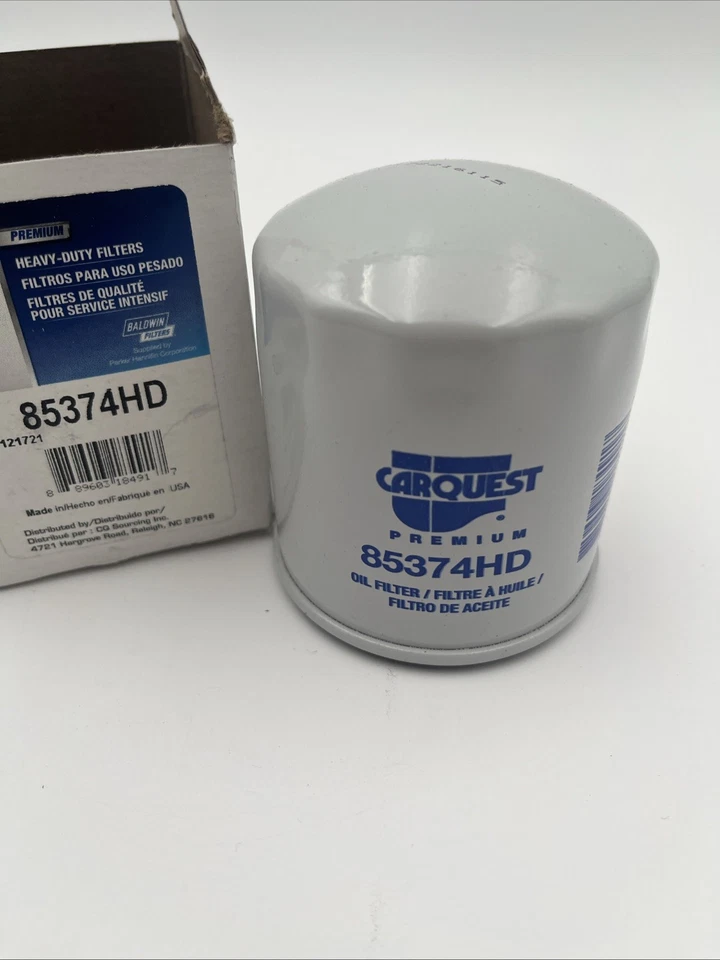 PREMIUM
HEAVY-DUTY FILTERS
FILTROS PARA USO PESADO
FILTRES DE QUALITÉ
POUR SERVICE INTENSIF
BALDWIN
FILTERS
Supplied by
Parker Hannifin Corporation
85374HD
121721
8 89603 18491 7
Made in/Hecho en/Fabriqué en USA
Distributed by/Distribuido por/
Distribué par : CQ Sourcing Inc.
4721 Hargrove Road, Raleigh, NC 27616
CARQUEST
PREMIUM
85374HD
OIL FILTER / FILTRE À HUILE /
FILTRO DE ACEITE